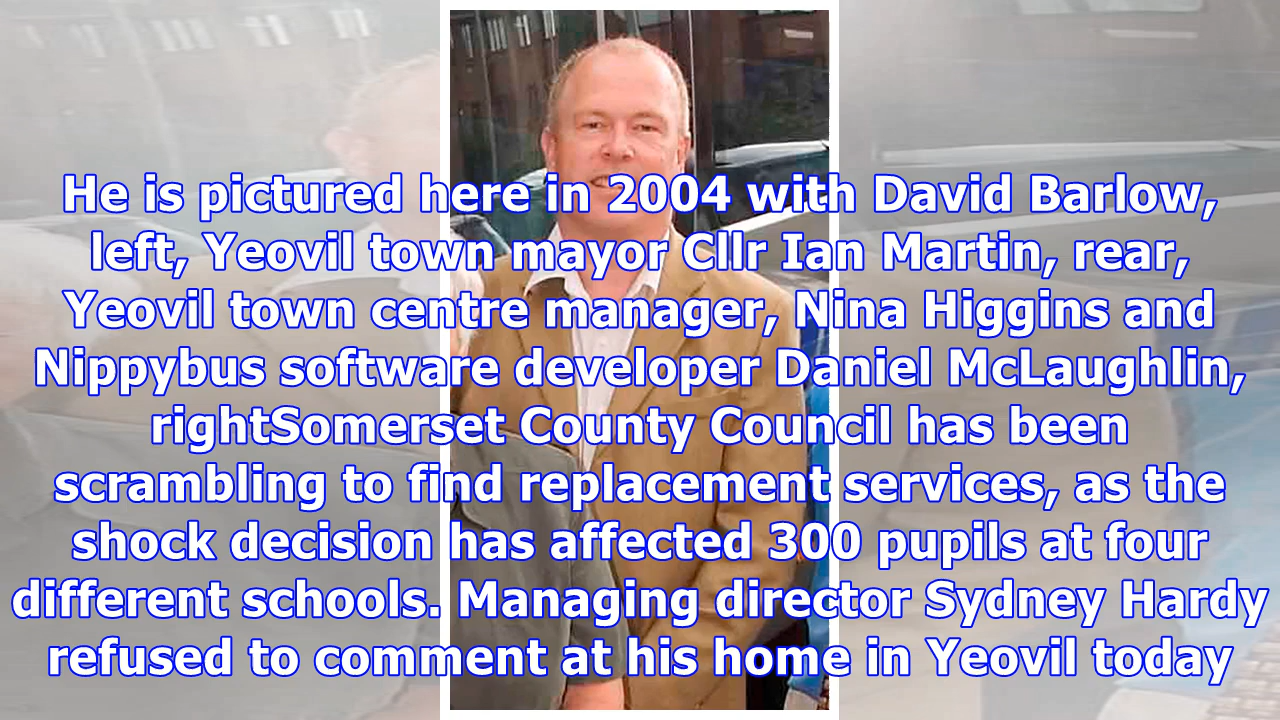 He is pictured here in 2004 with David Barlow,
left, Yeovil town mayor Cllr Ian Martin, rear,
Yeovil town centre manager, Nina Higgins and
Nippybus software developer Daniel McLaughlin,
rightSomerset County Council has been
scrambling to find replacement services, as the
shock decision has affected 300 pupils at four
different schools. Managing director Sydney Hardy
refused to comment at his home in Yeovil today